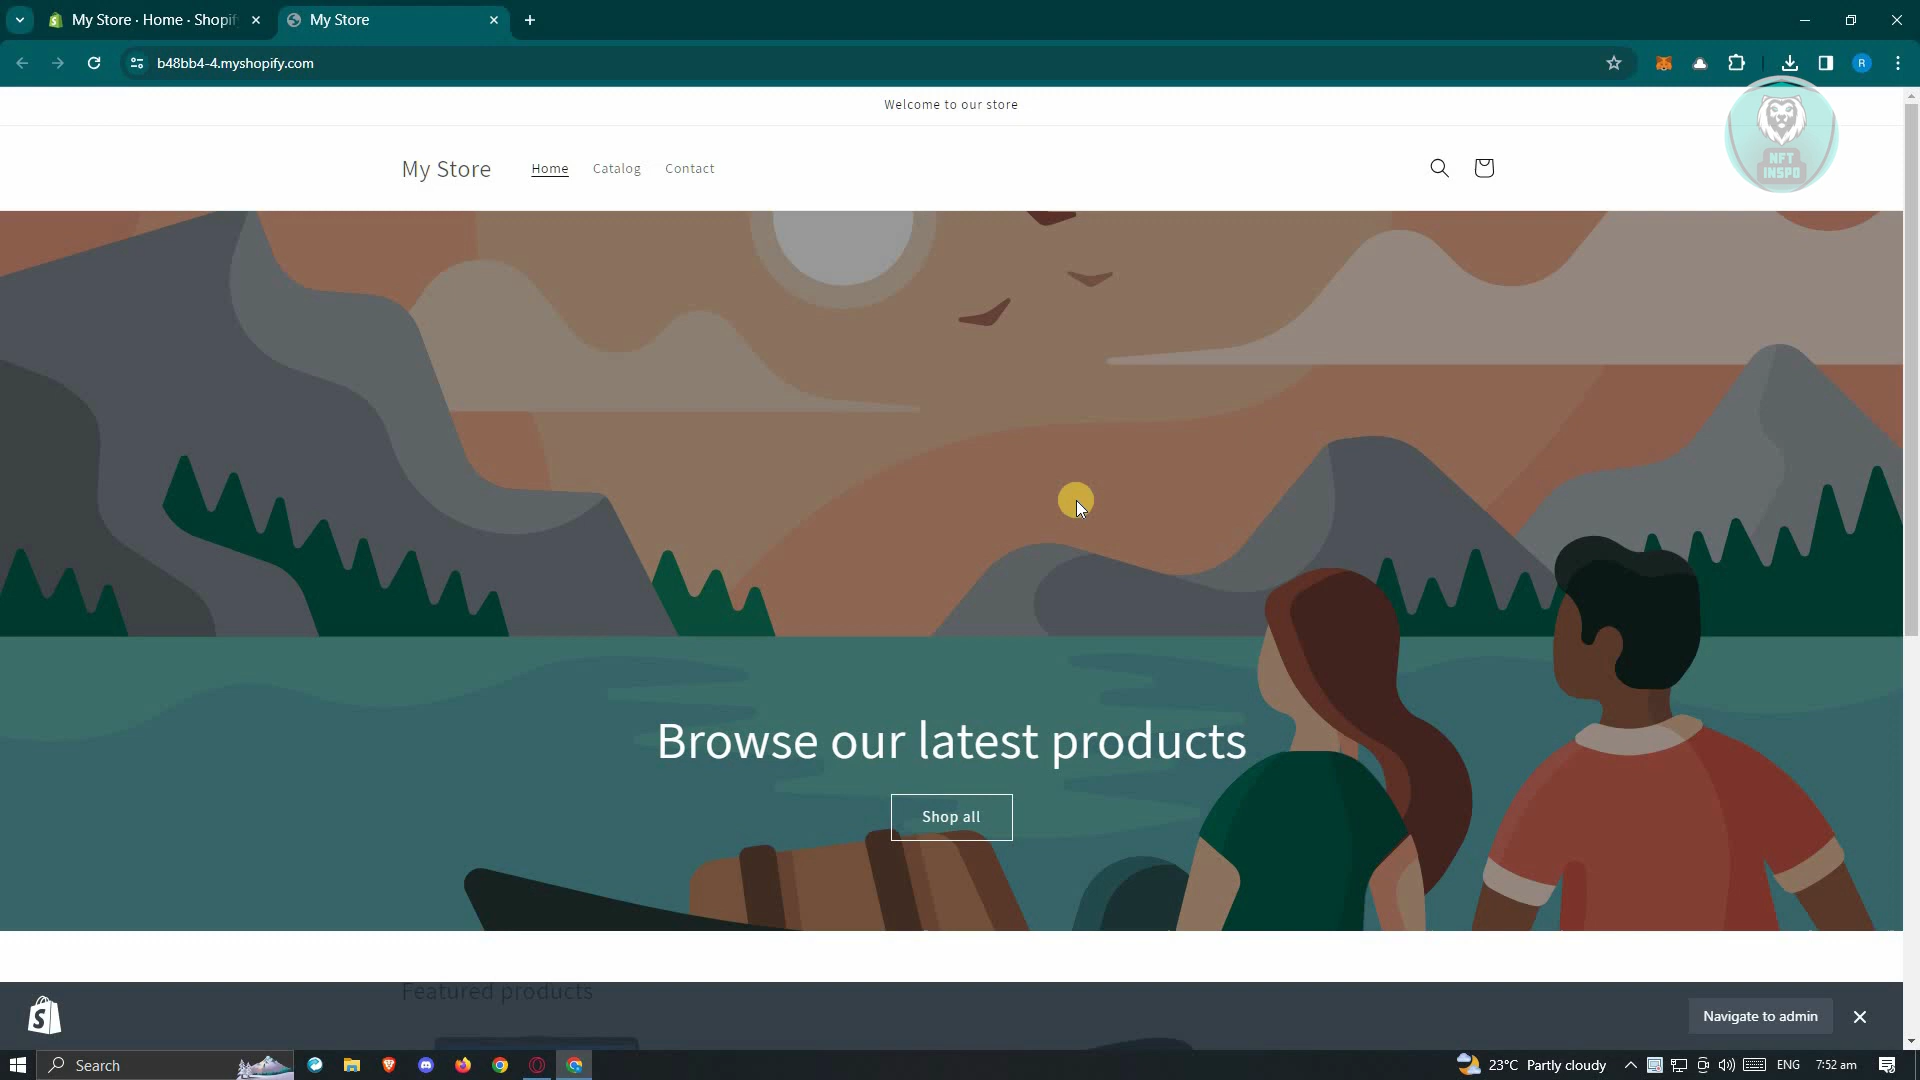 My Store · Home · Shopif
My Store
b48bb4-4.myshopify.com
R
Welcome to our store
NFT
INSPO
My Store
Home
Catalog
Contact
Browse our latest products
Shop all
Featured products
Navigate to admin
Search
23°C Partly cloudy
ENG
7:52 am